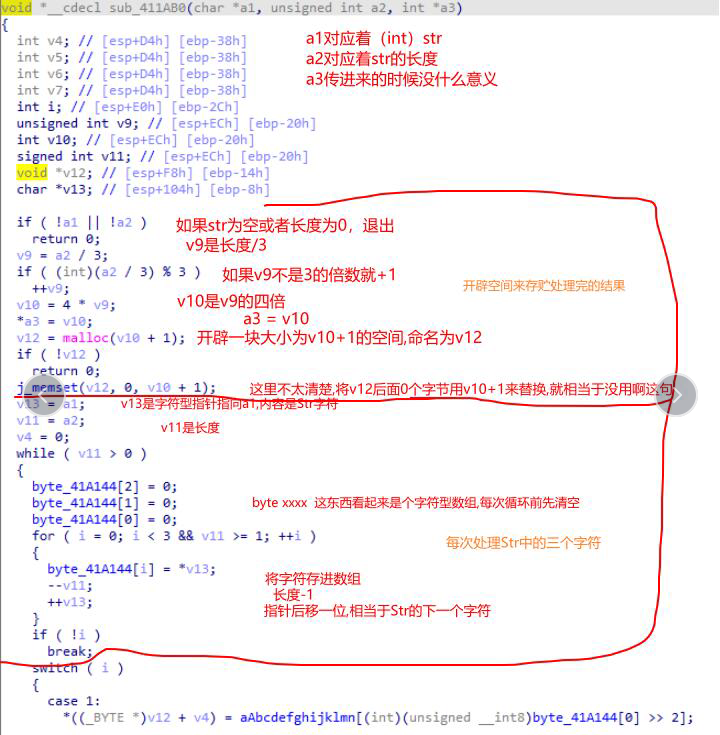 void *__cdecl sub_411AB0(char *a1, unsigned int a2, int *a3)
{
int v4; // [esp+D4h] [ebp-38h]
a1对应着（int）str
int v5; // [esp+D4h] [ebp-38h]
a2对应着str的长度
int v6; // [esp+D4h] [ebp-38h]
int v7; // [esp+D4h] [ebp-38h]
a3传进来的时候没什么意义
int i; // [esp+E0h] [ebp-2Ch]
unsigned int v9; // [esp+ECh] [ebp-20h]
int v10; // [esp+ECh] [ebp-20h]
signed int v11; // [esp+ECh] [ebp-20h]
void *v12; // [esp+F8h] [ebp-14h]
char *v13; // [esp+104h] [ebp-8h]
if ( !a1 || !a2 )
如果str为空或者长度为0，退出
return 0;
v9是长度/3
v9 = a2 / 3;
if ( (int)(a2 / 3) % 3 )
如果v9不是3的倍数就+1
++v9;
开辟空间来存贮处理完的结果
v10 = 4 * v9;
v10是v9的四倍
*a3 = v10;
a3 = v10
v12 = malloc(v10 + 1);
开辟一块大小为v10+1的空间,命名为v12
if ( !v12 )
return 0;
j_memset(v12, 0, v10 + 1);
这里不太清楚,将v12后面0个字节用v10+1来替换,就相当于没用啊这句
v13 = a1;
v13是字符型指针指向a1,内容是Str字符
v11 = a2;
v11是长度
v4 = 0;
while ( v11 > 0 )
{
byte_41A144[2] = 0;
byte_41A144[1] = 0;
byte xxxx 这东西看起来是个字符型数组,每次循环前先清空
byte_41A144[0] = 0;
for ( i = 0; i < 3 && v11 >= 1; ++i )
每次处理Str中的三个字符
{
byte_41A144[i] = *v13;
将字符存进数组
--v11;
长度-1
++v13;
指针后移一位,相当于Str的下一个字符
}
if ( !i )
break;
switch ( i )
{
case 1:
*((_BYTE *)v12 + v4) = aAbcdefghijklmn[(int)(unsigned __int8)byte_41A144[0] >> 2];